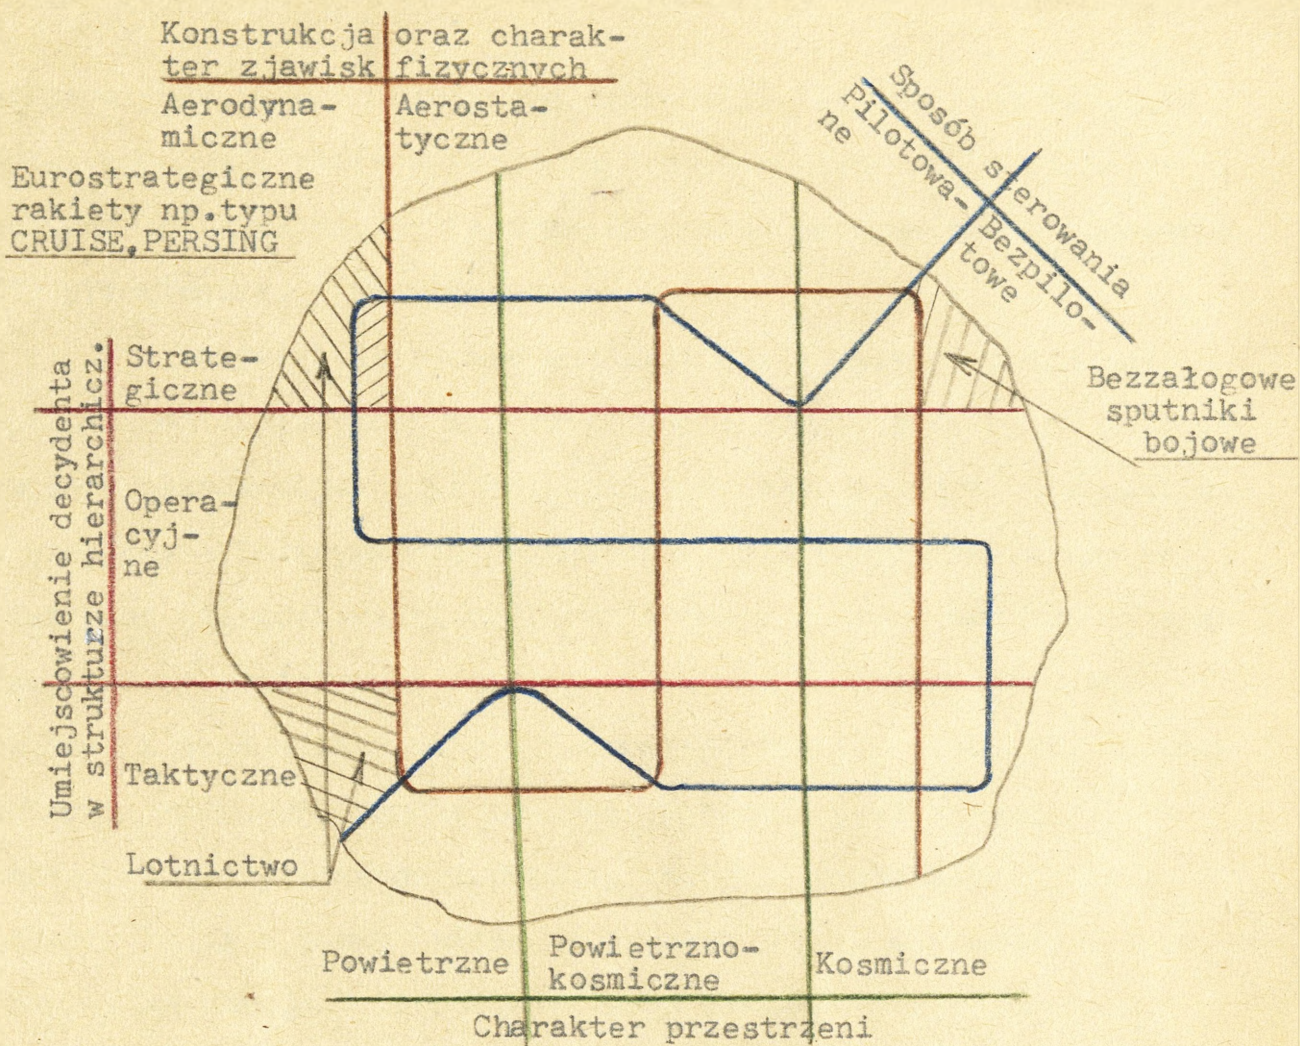 Konstrukcja oraz charak-
ter zjawisk fizycznych
Aerodyna-
miczne
Aerosta-
tyczne
Eurostrategiczne
rakiety np.typu
CRUISE,PERSING
Sposób sterowania
Pilotowa-
ne
Bezpilo-
towe
Bezzałogowe
sputniki
bojowe
Umiejscowienie decydenta
w strukturze hierarchicz.
Strate-
giczne
Opera-
cyj-
ne
Taktyczne
Lotnictwo
Powietrzne
Powietrzno-
kosmiczne
Kosmiczne
Charakter przestrzeni